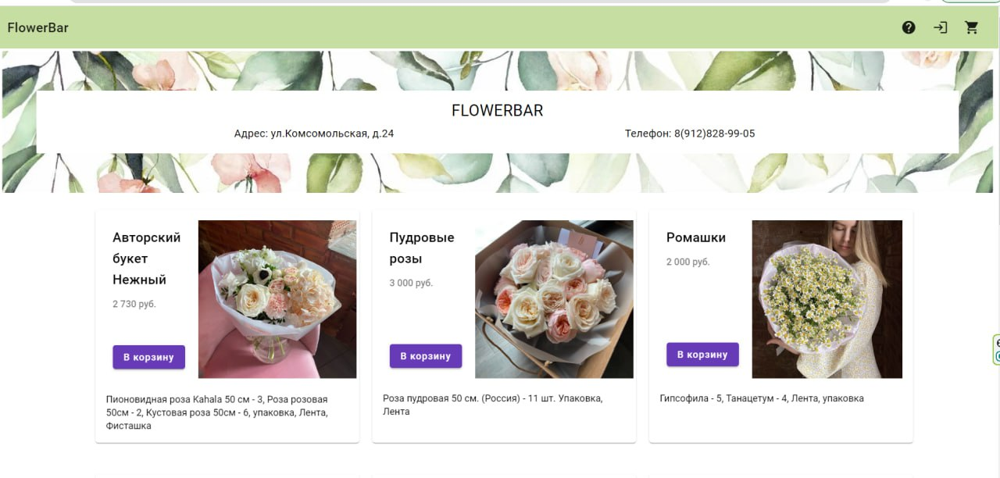 FlowerBar
FLOWERBAR
Адрес: ул.Комсомольская, д.24
Телефон: 8(912)828-99-05
Авторский
букет
Нежный
2 730 руб.
В корзину
Пионовидная роза Kahala 50 см - 3, Роза розовая
50см - 2, Кустовая роза 50см - 6, упаковка, Лента,
Фисташка
Пудровые
розы
3 000 руб.
В корзину
Роза пудровая 50 см. (Россия) - 11 шт. Упаковка,
Лента
Ромашки
2 000 руб.
В корзину
Гипсофила - 5, Танацетум - 4, Лента, упаковка